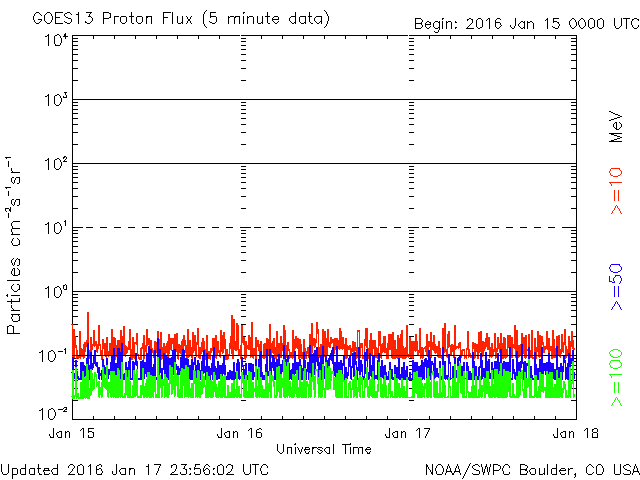 GOES13 Proton Flux (5 minute data)
Begin: 2016 Jan 15 0000 UTC
10⁴
10³
10²
10¹
10⁰
10⁻¹
10⁻²
Particles cm⁻²s⁻¹sr⁻¹
MeV
>=10
>=50
>=100
Jan 15
Jan 16
Jan 17
Jan 18
Universal Time
Updated 2016 Jan 17 23:56:02 UTC
NOAA/SWPC Boulder, CO USA